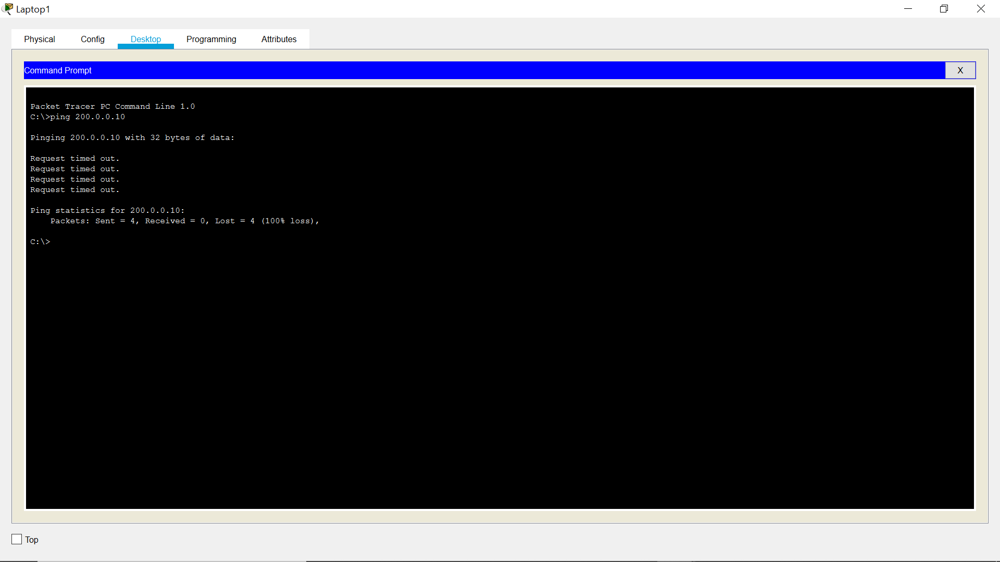 Laptop1
Physical Config Desktop Programming Attributes
Command Prompt X
Packet Tracer PC Command Line 1.0
C:\>ping 200.0.0.10
Pinging 200.0.0.10 with 32 bytes of data:
Request timed out.
Request timed out.
Request timed out.
Request timed out.
Ping statistics for 200.0.0.10:
    Packets: Sent = 4, Received = 0, Lost = 4 (100% loss),
C:\>
Top